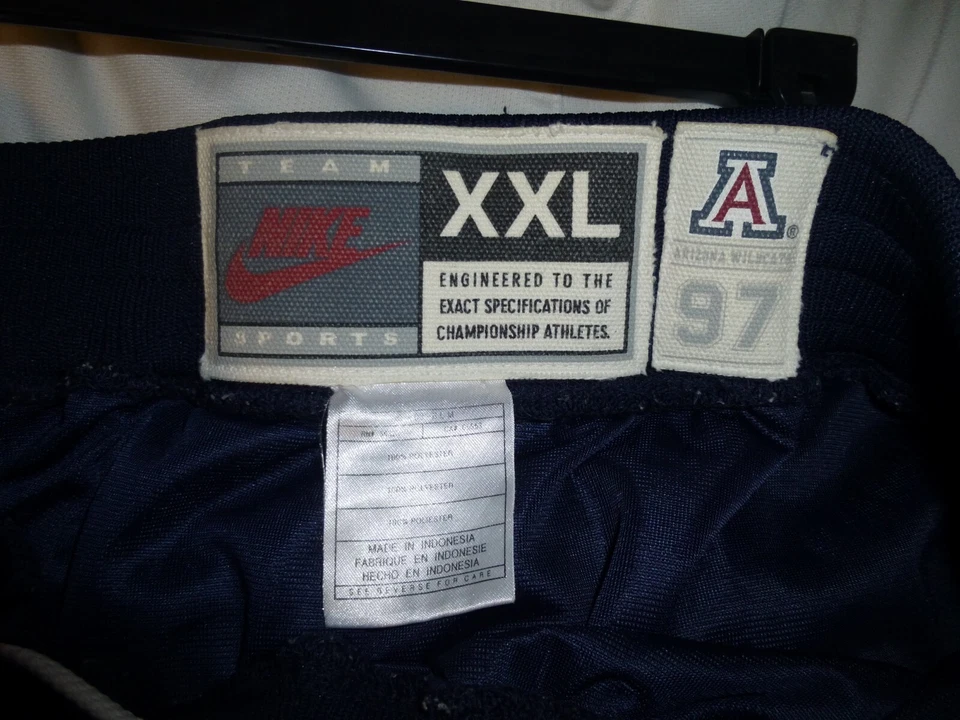 TEAM
NIKE
SPORTS
XXL
ENGINEERED TO THE
EXACT SPECIFICATIONS OF
CHAMPIONSHIP ATHLETES.
A
®
ARIZONA WILDCATS
97
100% POLYESTER
100% POLYESTER
100% POLYESTER
MADE IN INDONESIA
FABRIQUE EN INDONESIE
HECHO EN INDONESIA
SEE REVERSE FOR CARE